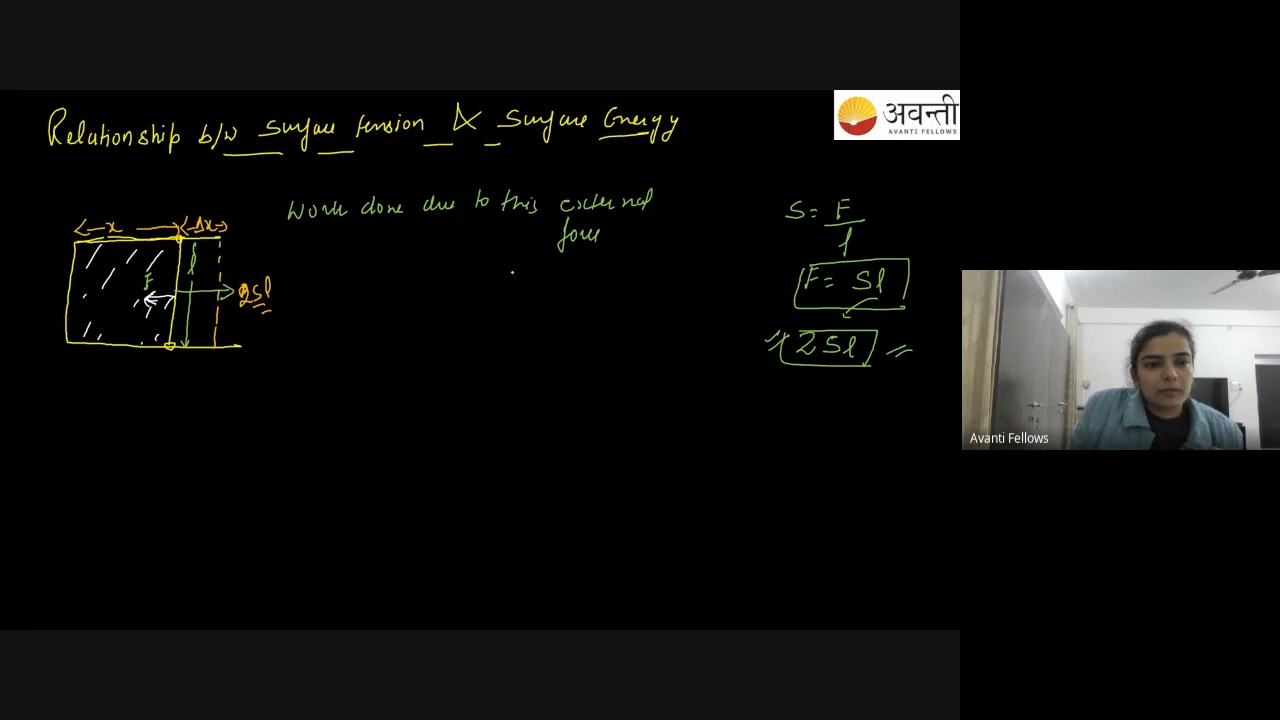 Relationship b/w Surface tension & Surface Energy
अवन्ती
AVANTI FELLOWS
Work done due to this external
force
x
Δx
l
F
2Sl
S = F
l
F = Sl
2Sl
Avanti Fellows